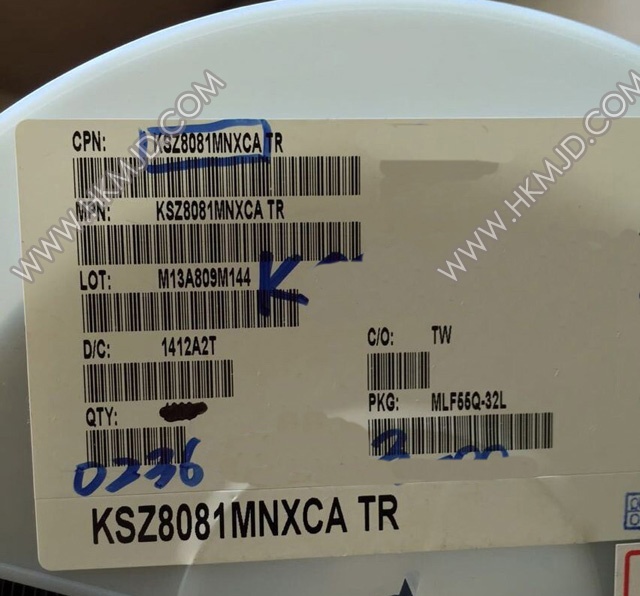 CPN: KSZ8081MNXCA TR
MPN: KSZ8081MNXCA TR
LOT: M13A809M144
K
D/C: 1412A2T
C/O: TW
QTY:
PKG: MLF55Q-32L
0236
KSZ8081MNXCA TR
WWW.HKMJD.COM
WWW.HKMJD.COM